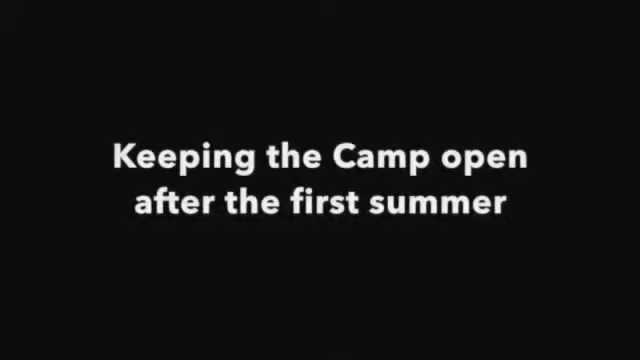 Keeping the Camp open
after the first summer